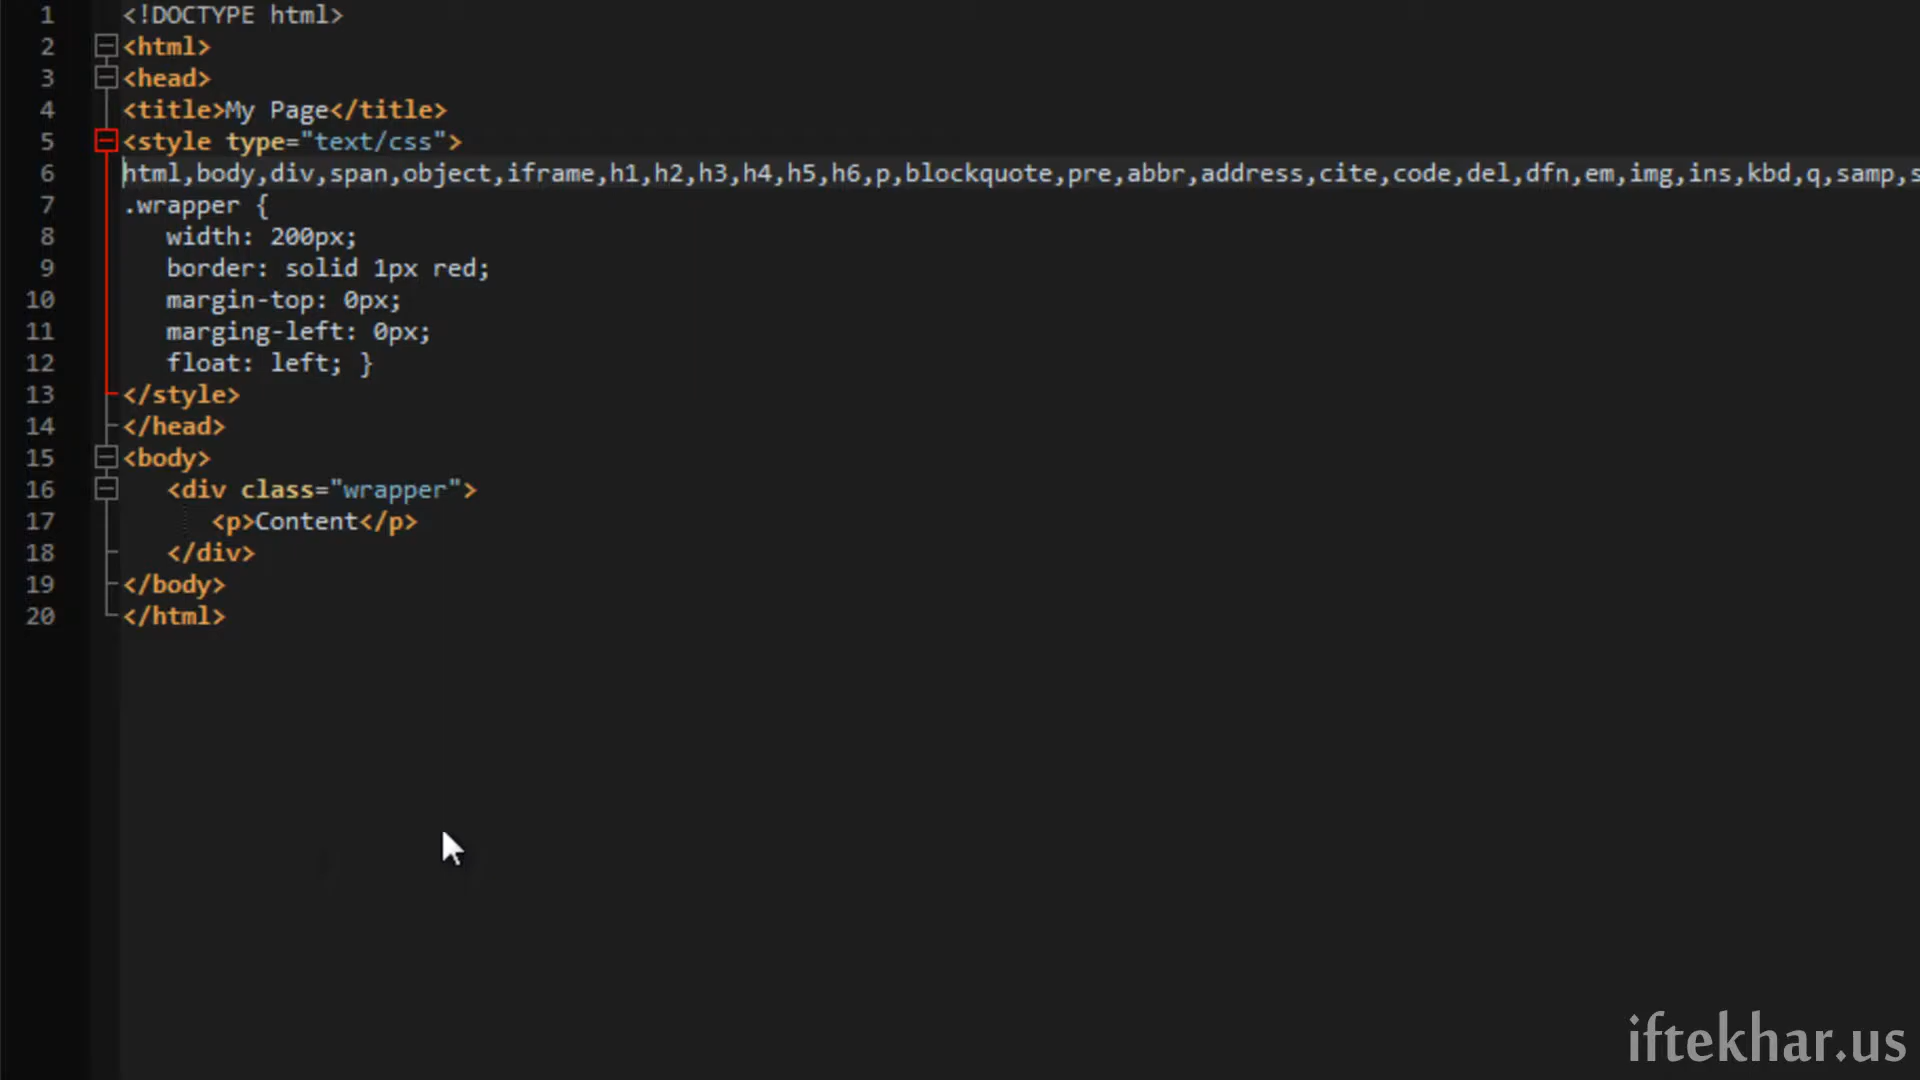 1 <!DOCTYPE html>
2 <html>
3 <head>
4 <title>My Page</title>
5 <style type="text/css">
6 html,body,div,span,object,iframe,h1,h2,h3,h4,h5,h6,p,blockquote,pre,abbr,address,cite,code,del,dfn,em,img,ins,kbd,q,samp,s
7 .wrapper {
8 width: 200px;
9 border: solid 1px red;
10 margin-top: 0px;
11 marging-left: 0px;
12 float: left; }
13 </style>
14 </head>
15 <body>
16 <div class="wrapper">
17 <p>Content</p>
18 </div>
19 </body>
20 </html>
iftekhar.us